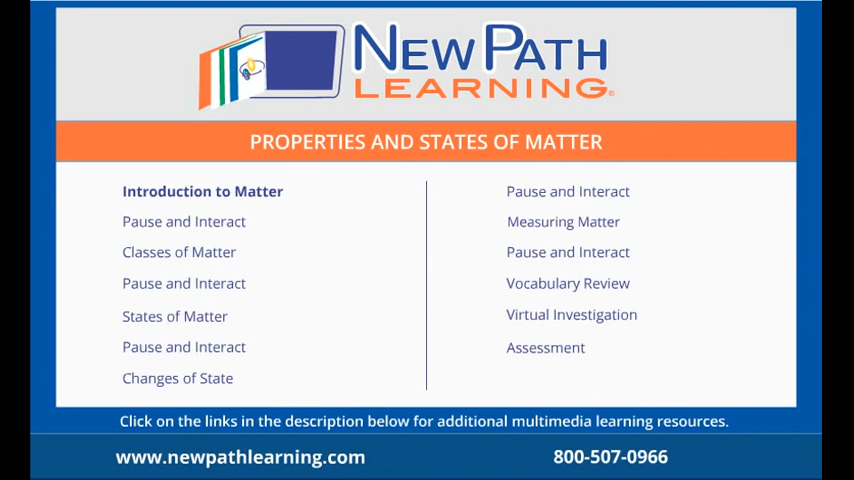 NEWPATH
LEARNING®
PROPERTIES AND STATES OF MATTER
Introduction to Matter
Pause and Interact
Classes of Matter
Pause and Interact
States of Matter
Pause and Interact
Changes of State
Pause and Interact
Measuring Matter
Pause and Interact
Vocabulary Review
Virtual Investigation
Assessment
Click on the links in the description below for additional multimedia learning resources.
www.newpathlearning.com
800-507-0966